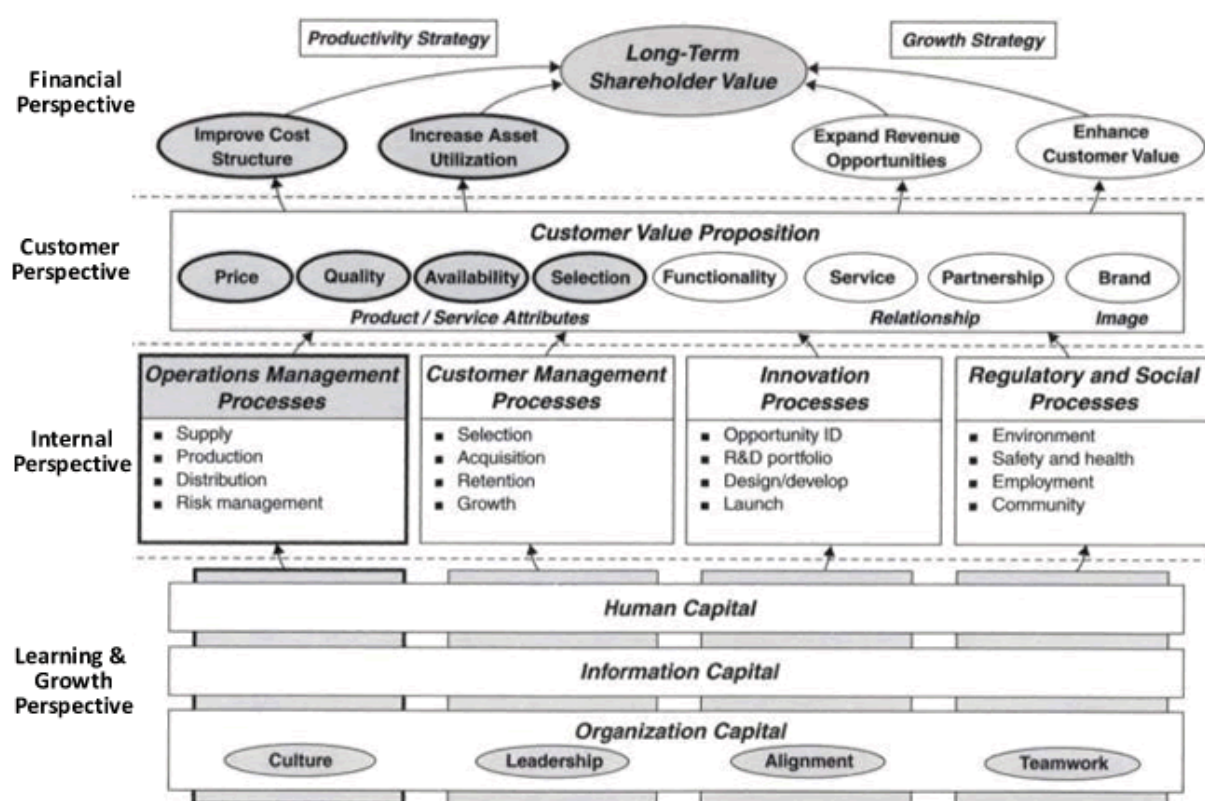 Productivity Strategy
Growth Strategy
Long-Term
Shareholder Value
Financial
Perspective
Improve Cost
Structure
Increase Asset
Utilization
Expand Revenue
Opportunities
Enhance
Customer Value
Customer
Perspective
Customer Value Proposition
Price
Quality
Availability
Selection
Functionality
Service
Partnership
Brand
Product / Service Attributes
Relationship
Image
Internal
Perspective
Operations Management
Processes
▪ Supply
▪ Production
▪ Distribution
▪ Risk management
Customer Management
Processes
▪ Selection
▪ Acquisition
▪ Retention
▪ Growth
Innovation
Processes
▪ Opportunity ID
▪ R&D portfolio
▪ Design/develop
▪ Launch
Regulatory and Social
Processes
▪ Environment
▪ Safety and health
▪ Employment
▪ Community
Learning &
Growth
Perspective
Human Capital
Information Capital
Organization Capital
Culture
Leadership
Alignment
Teamwork